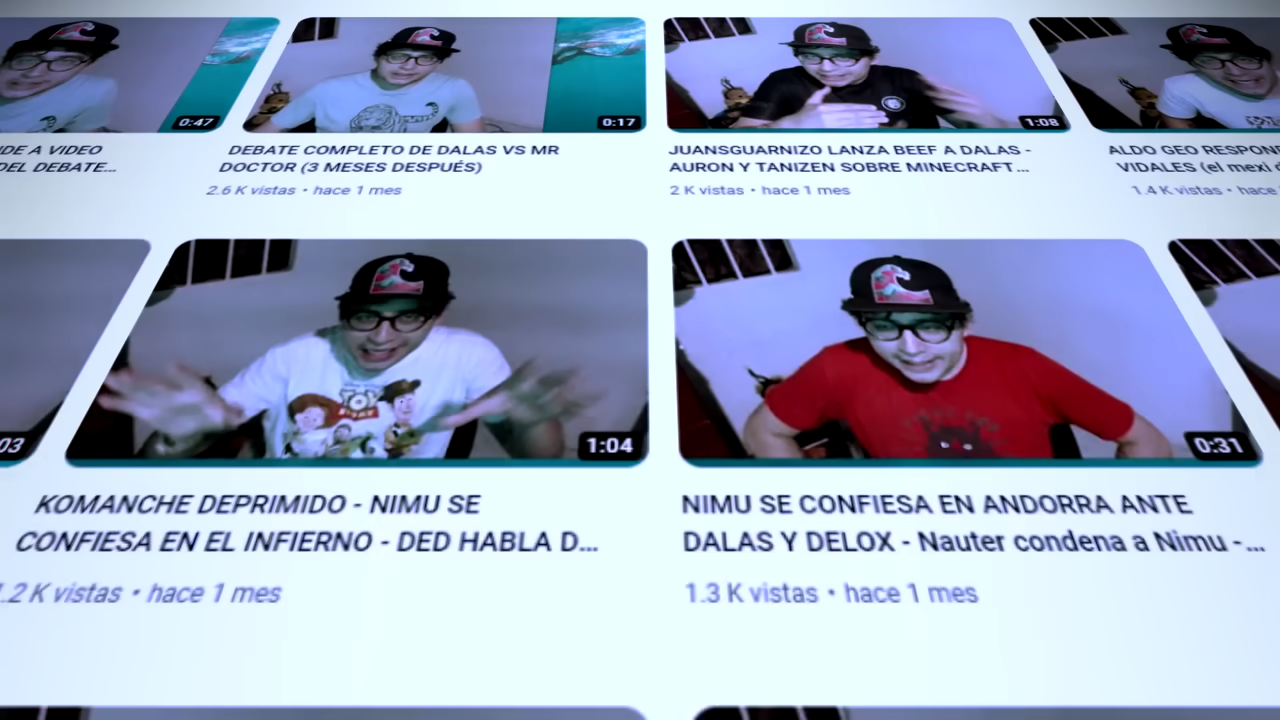 0:47
0:17
1:08
DE A VIDEO
DEL DEBATE...
DEBATE COMPLETO DE DALAS VS MR
DOCTOR (3 MESES DESPUÉS)
2.6 K vistas • hace 1 mes
JUANSGUARNIZO LANZA BEEF A DALAS -
AURON Y TANIZEN SOBRE MINECRAFT...
2 K vistas • hace 1 mes
ALDO GEO RESPON
VIDALES (el mexi
1.4 K vistas • hace
TOY
STORY
03
1:04
0:31
KOMANCHE DEPRIMIDO - NIMU SE
CONFIESA EN EL INFIERNO - DED HABLA D...
.2 K vistas • hace 1 mes
NIMU SE CONFIESA EN ANDORRA ANTE
DALAS Y DELOX - Nauter condena a Nimu -...
1.3 K vistas • hace 1 mes